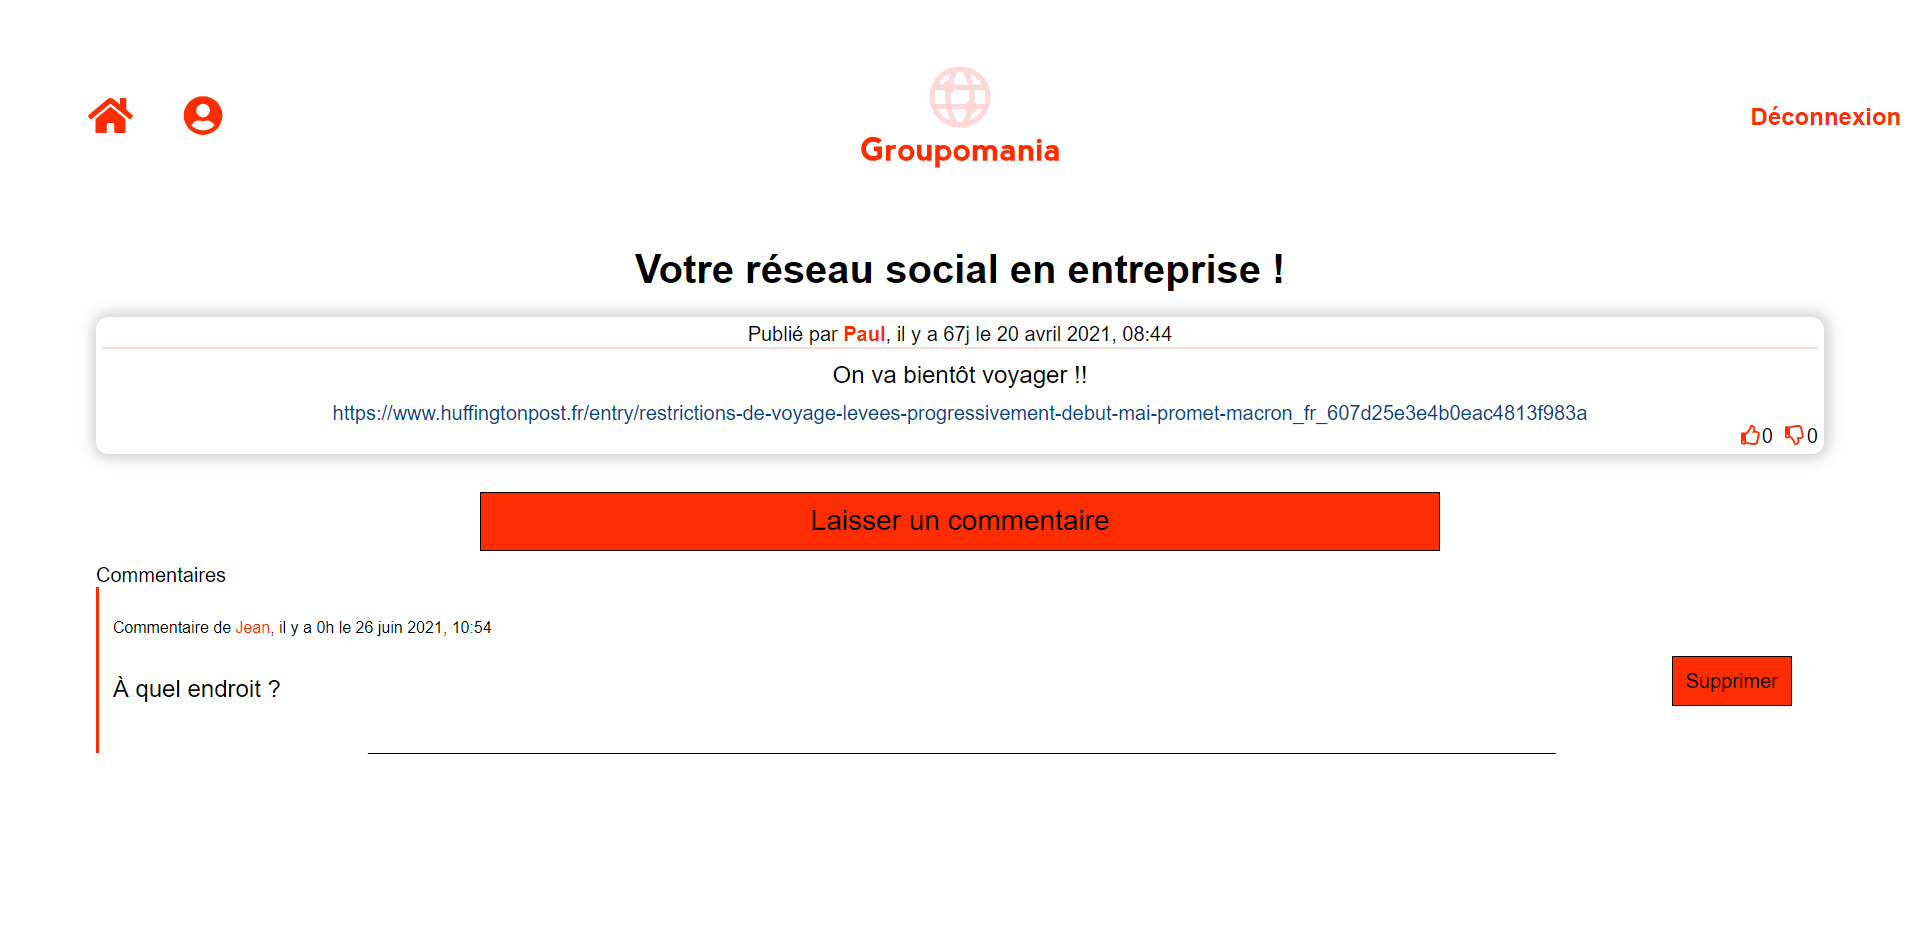 Groupomania
Déconnexion
Votre réseau social en entreprise !
Publié par Paul, il y a 67j le 20 avril 2021, 08:44
On va bientôt voyager !!
https://www.huffingtonpost.fr/entry/restrictions-de-voyage-levees-progressivement-debut-mai-promet-macron_fr_607d25e3e4b0eac4813f983a
0 0
Laisser un commentaire
Commentaires
Commentaire de Jean, il y a 0h le 26 juin 2021, 10:54
À quel endroit ?
Supprimer